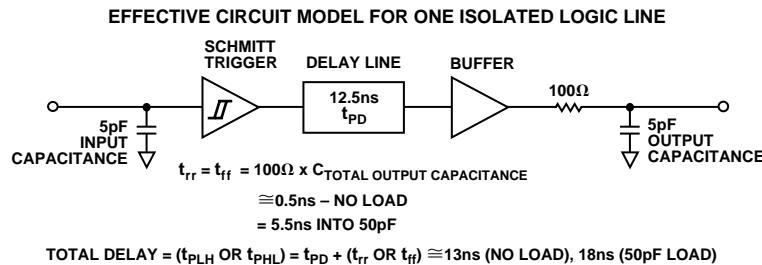 EFFECTIVE CIRCUIT MODEL FOR ONE ISOLATED LOGIC LINE
SCHMITT
TRIGGER
DELAY LINE
BUFFER
12.5ns
tPD
100Ω
5pF
INPUT
CAPACITANCE
5pF
OUTPUT
CAPACITANCE
trr = tff = 100Ω x CTOTAL OUTPUT CAPACITANCE
≅0.5ns – NO LOAD
= 5.5ns INTO 50pF
TOTAL DELAY = (tPLH OR tPHL) = tPD + (trr OR tff) ≅13ns (NO LOAD), 18ns (50pF LOAD)